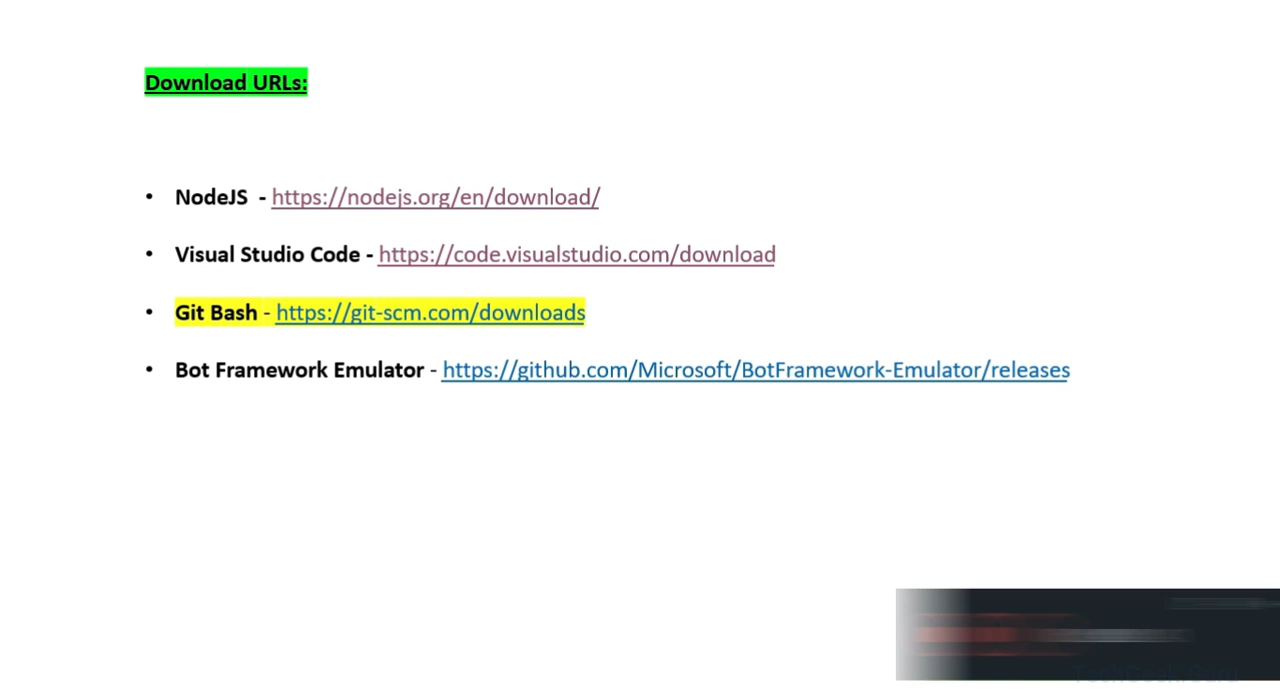 Download URLs:
• NodeJS - https://nodejs.org/en/download/
• Visual Studio Code - https://code.visualstudio.com/download
• Git Bash - https://git-scm.com/downloads
• Bot Framework Emulator - https://github.com/Microsoft/BotFramework-Emulator/releases